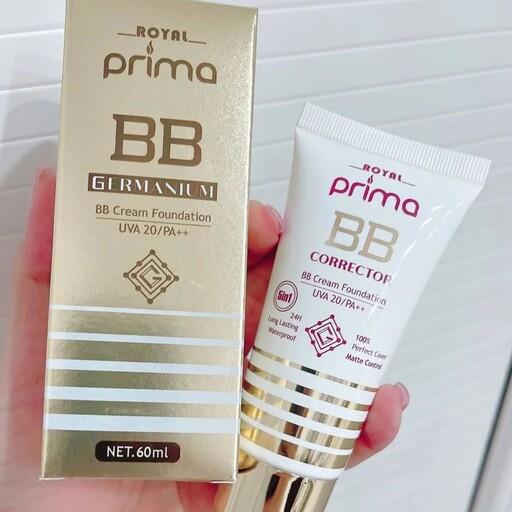 ROYAL
prima
BB
GERMANIUM
BB Cream Foundation
UVA 20/PA++
G
NET.60ml
ROYAL
prima
BB
CORRECTOR
BB Cream Foundation
UVA 20/PA++
5in1
24H
Long Lasting
Waterproof
G
100%
Perfect Cover
Matte Control